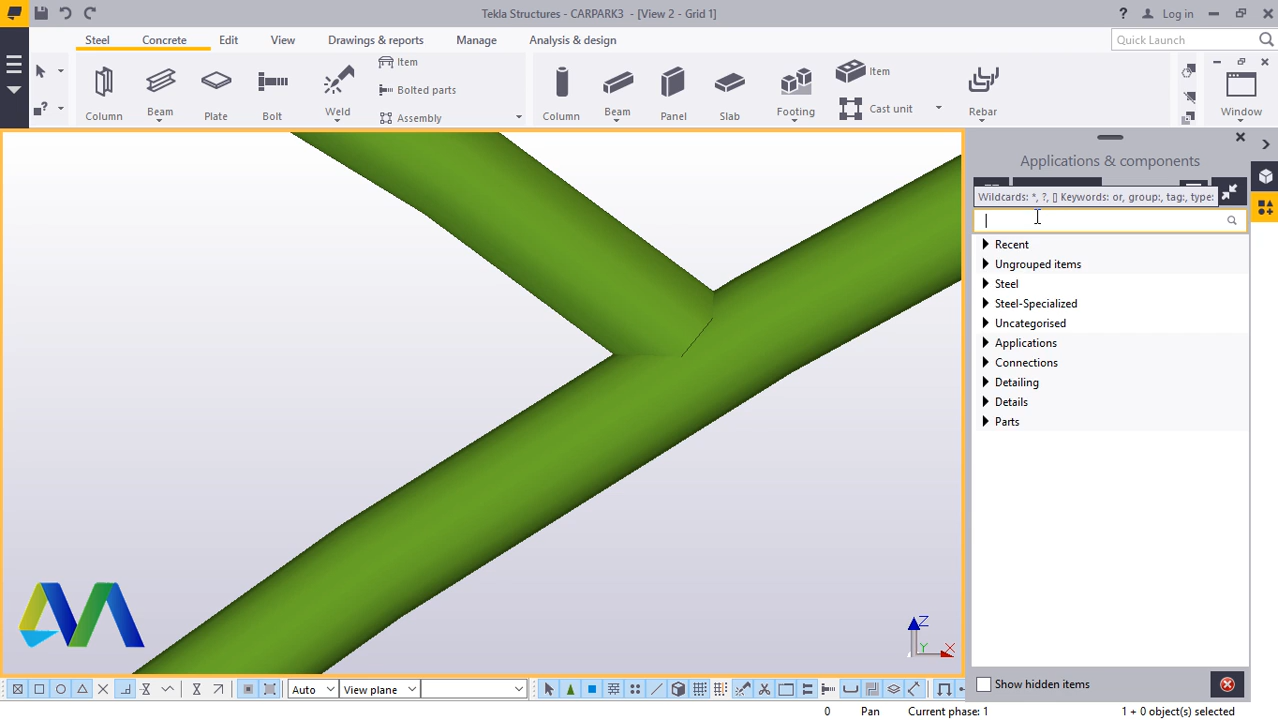 Tekla Structures - CARPARK3 - [View 2 - Grid 1]
? Log in
Steel Concrete Edit View Drawings & reports Manage Analysis & design
Quick Launch
Column Beam Plate Bolt Weld
Item
Bolted parts
Assembly
Column Beam Panel Slab Footing
Item
Cast unit
Rebar
Window
Applications & components
Wildcards: *, ?, [] Keywords: or, group:, tag:, type:
Recent
Ungrouped items
Steel
Steel-Specialized
Uncategorised
Applications
Connections
Detailing
Details
Parts
Z
Y
X
Show hidden items
Auto View plane
0 Pan Current phase: 1 1 + 0 object(s) selected